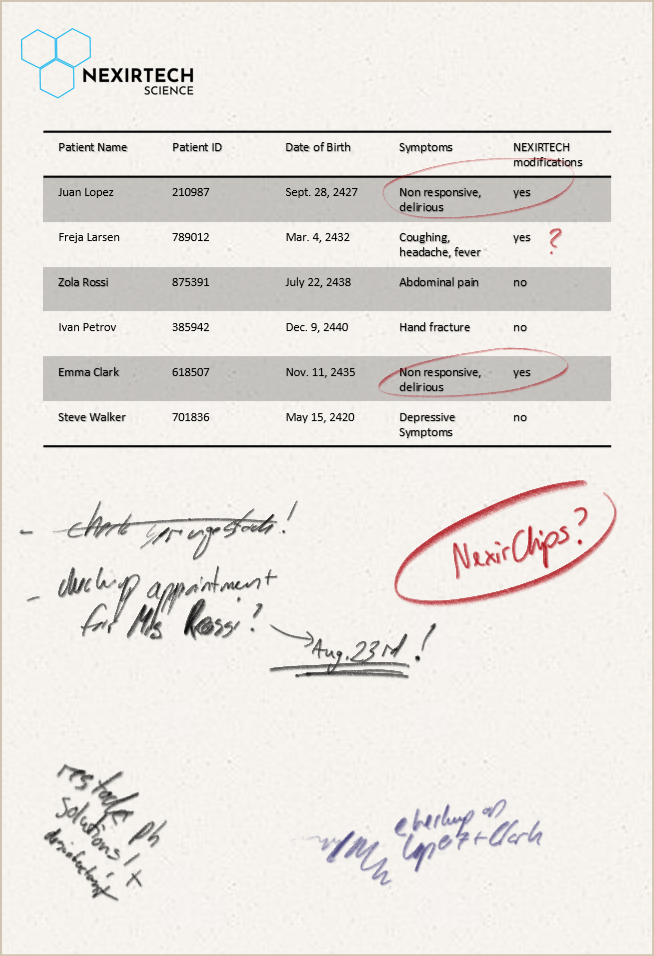 NEXIRTECH
SCIENCE
Patient Name Patient ID Date of Birth Symptoms NEXIRTECH modifications
Juan Lopez 210987 Sept. 28, 2427 Non responsive, delirious yes
Freja Larsen 789012 Mar. 4, 2432 Coughing, headache, fever yes ?
Zola Rossi 875391 July 22, 2438 Abdominal pain no
Ivan Petrov 385942 Dec. 9, 2440 Hand fracture no
Emma Clark 618507 Nov. 11, 2435 Non responsive, delirious yes
Steve Walker 701836 May 15, 2420 Depressive Symptoms no
- check syringe stock!
NexirChips?
- checkup appointment
for Ms Rossi?
Aug. 23rd!
restock ph
solutions /
desinfectant
checkup on
Lopez + Clark